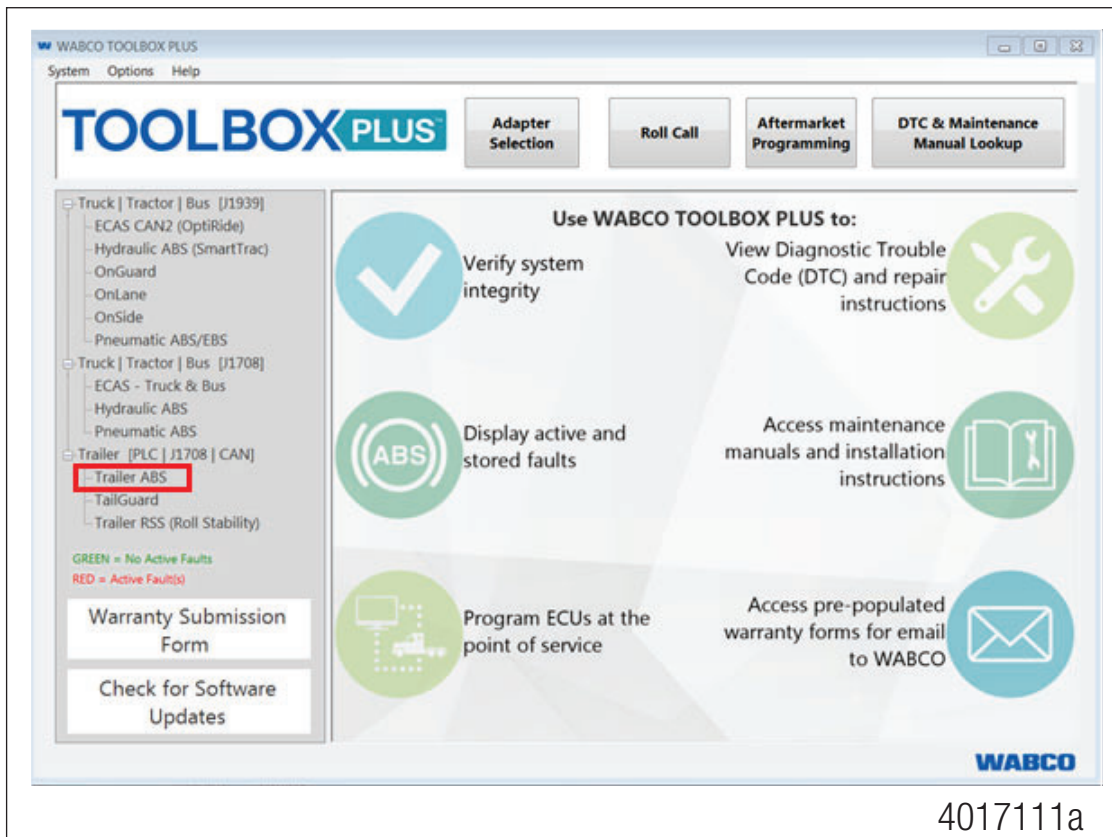 WABCO TOOLBOX PLUS
System Options Help
TOOLBOX PLUS™
Adapter
Selection
Roll Call
Aftermarket
Programming
DTC & Maintenance
Manual Lookup
Truck | Tractor | Bus [J1939]
ECAS CAN2 (OptiRide)
Hydraulic ABS (SmartTrac)
OnGuard
OnLane
OnSide
Pneumatic ABS/EBS
Truck | Tractor | Bus [J1708]
ECAS - Truck & Bus
Hydraulic ABS
Pneumatic ABS
Trailer [PLC | J1708 | CAN]
Trailer ABS
TailGuard
Trailer RSS (Roll Stability)
GREEN = No Active Faults
RED = Active Fault(s)
Warranty Submission
Form
Check for Software
Updates
Use WABCO TOOLBOX PLUS to:
Verify system
integrity
View Diagnostic Trouble
Code (DTC) and repair
instructions
ABS
Display active and
stored faults
Access maintenance
manuals and installation
instructions
Program ECUs at the
point of service
Access pre-populated
warranty forms for email
to WABCO
WABCO
4017111a